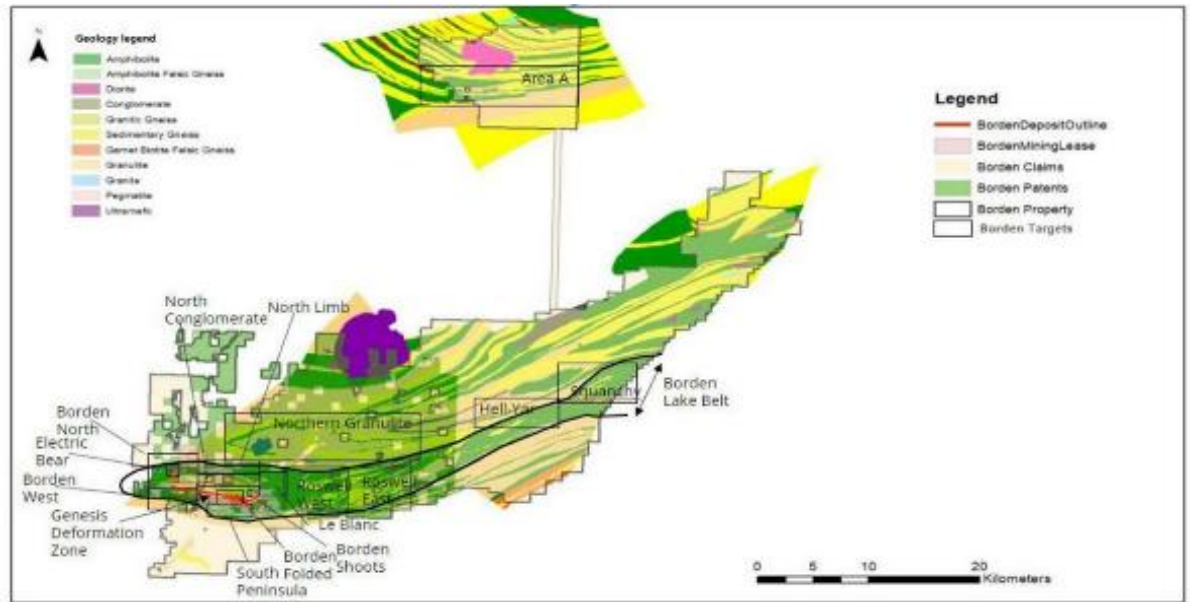 N
Geology legend
Amphibolite
Amphibolite Felsic Gneiss
Diorite
Conglomerate
Granitic Gneiss
Sedimentary Gneiss
Garnet Biotite Felsic Gneiss
Granulite
Granite
Pegmatite
Ultramafic
Area A
Legend
BordenDepositOutline
BordenMiningLease
Borden Claims
Borden Patents
Borden Property
Borden Targets
North
Conglomerate
North Limb
Borden
North
Electric
Bear
Borden
West
Genesis
Deformation
Zone
Northern Granulite
Hell-Yar
Squanchy
Borden
Lake Belt
Roswell
West
Roswell
East
Le Blanc
Borden
Shoots
Borden
Folded
South
Peninsula
0 5 10 20
Kilometers